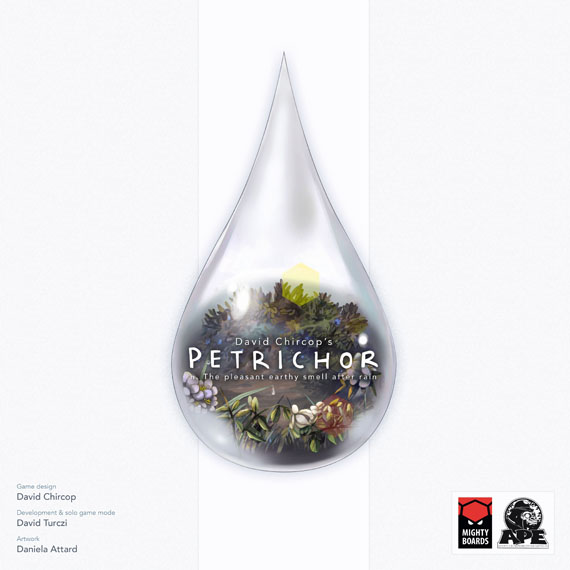 David Chircop's
PETRICHOR
n. The pleasant earthy smell after rain
Game design
David Chircop
Development & solo game mode
David Turczi
Artwork
Daniela Attard
MIGHTY
BOARDS
APE